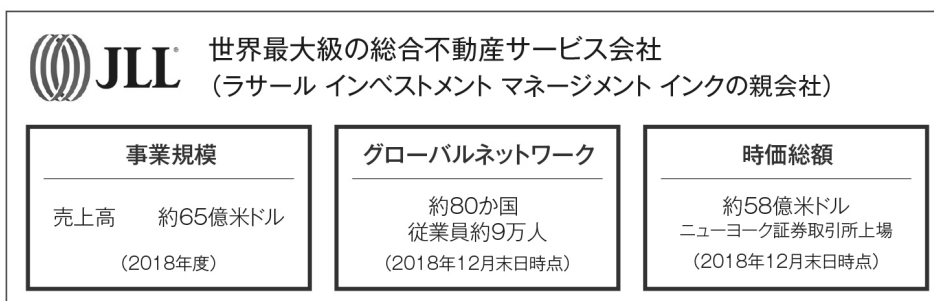 JLL®
世界最大級の総合不動産サービス会社
（ラサール インベストメント マネージメント インクの親会社）
事業規模
売上高 約65億米ドル
（2018年度）
グローバルネットワーク
約80か国
従業員約9万人
（2018年12月末日時点）
時価総額
約58億米ドル
ニューヨーク証券取引所上場
（2018年12月末日時点）